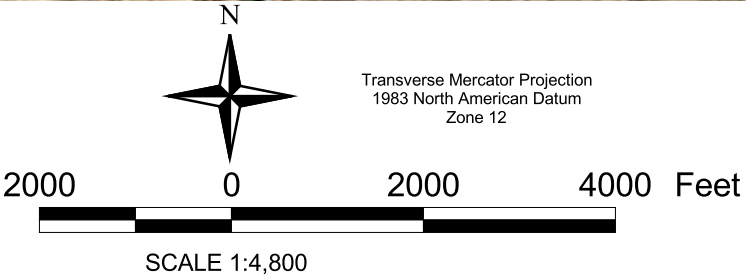 N
Transverse Mercator Projection
1983 North American Datum
Zone 12
2000 0 2000 4000 Feet
SCALE 1:4,800